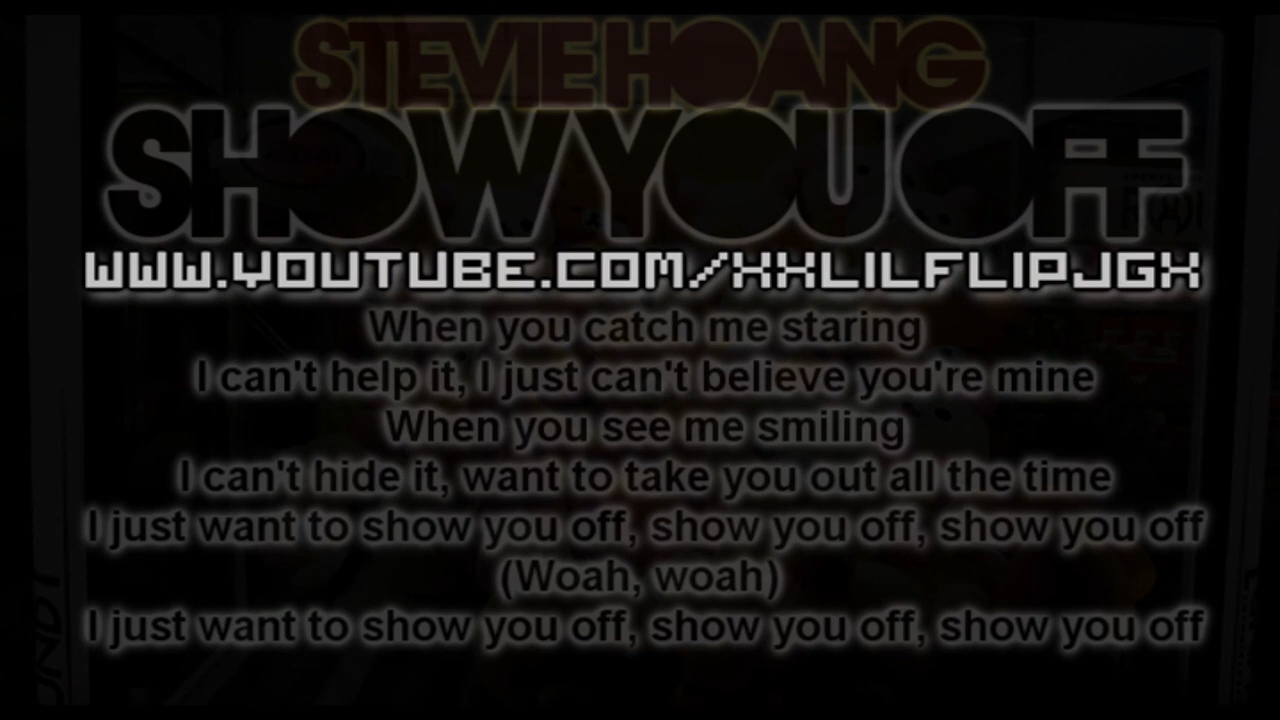 STEVIE HOANG
SHOW YOU OFF
WWW.YOUTUBE.COM/XXLILFLIPJGX
When you catch me staring
I can't help it, I just can't believe you're mine
When you see me smiling
I can't hide it, want to take you out all the time
I just want to show you off, show you off, show you off
(Woah, woah)
I just want to show you off, show you off, show you off